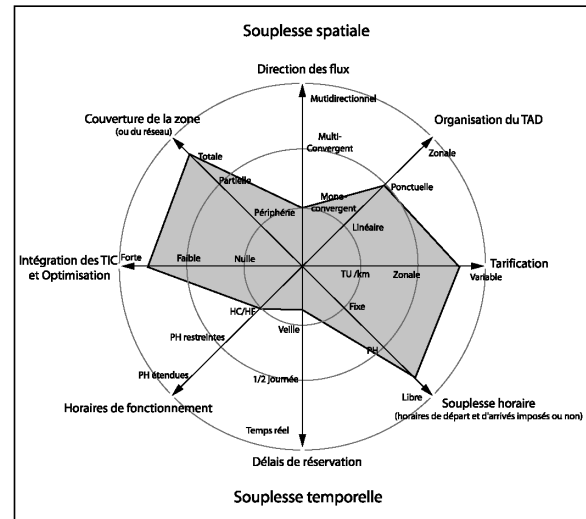 Souplesse spatiale
Direction des flux
Mutidirectionnel
Couverture de la zone
(ou du réseau)
Organisation du TAD
Totale
Multi-
Convergent
Zonale
Partielle
Ponctuelle
Périphérie
Mono-
convergent
Linéaire
Intégration des TIC
et Optimisation
Forte
Faible
Nulle
TU /km
Zonale
Variable
Tarification
HC/HF
Fixe
Veille
PH restreintes
PH
PH étendues
1/2 journée
Libre
Horaires de fonctionnement
Souplesse horaire
(horaires de départ et d'arrivés imposés ou non)
Temps réel
Délais de réservation
Souplesse temporelle